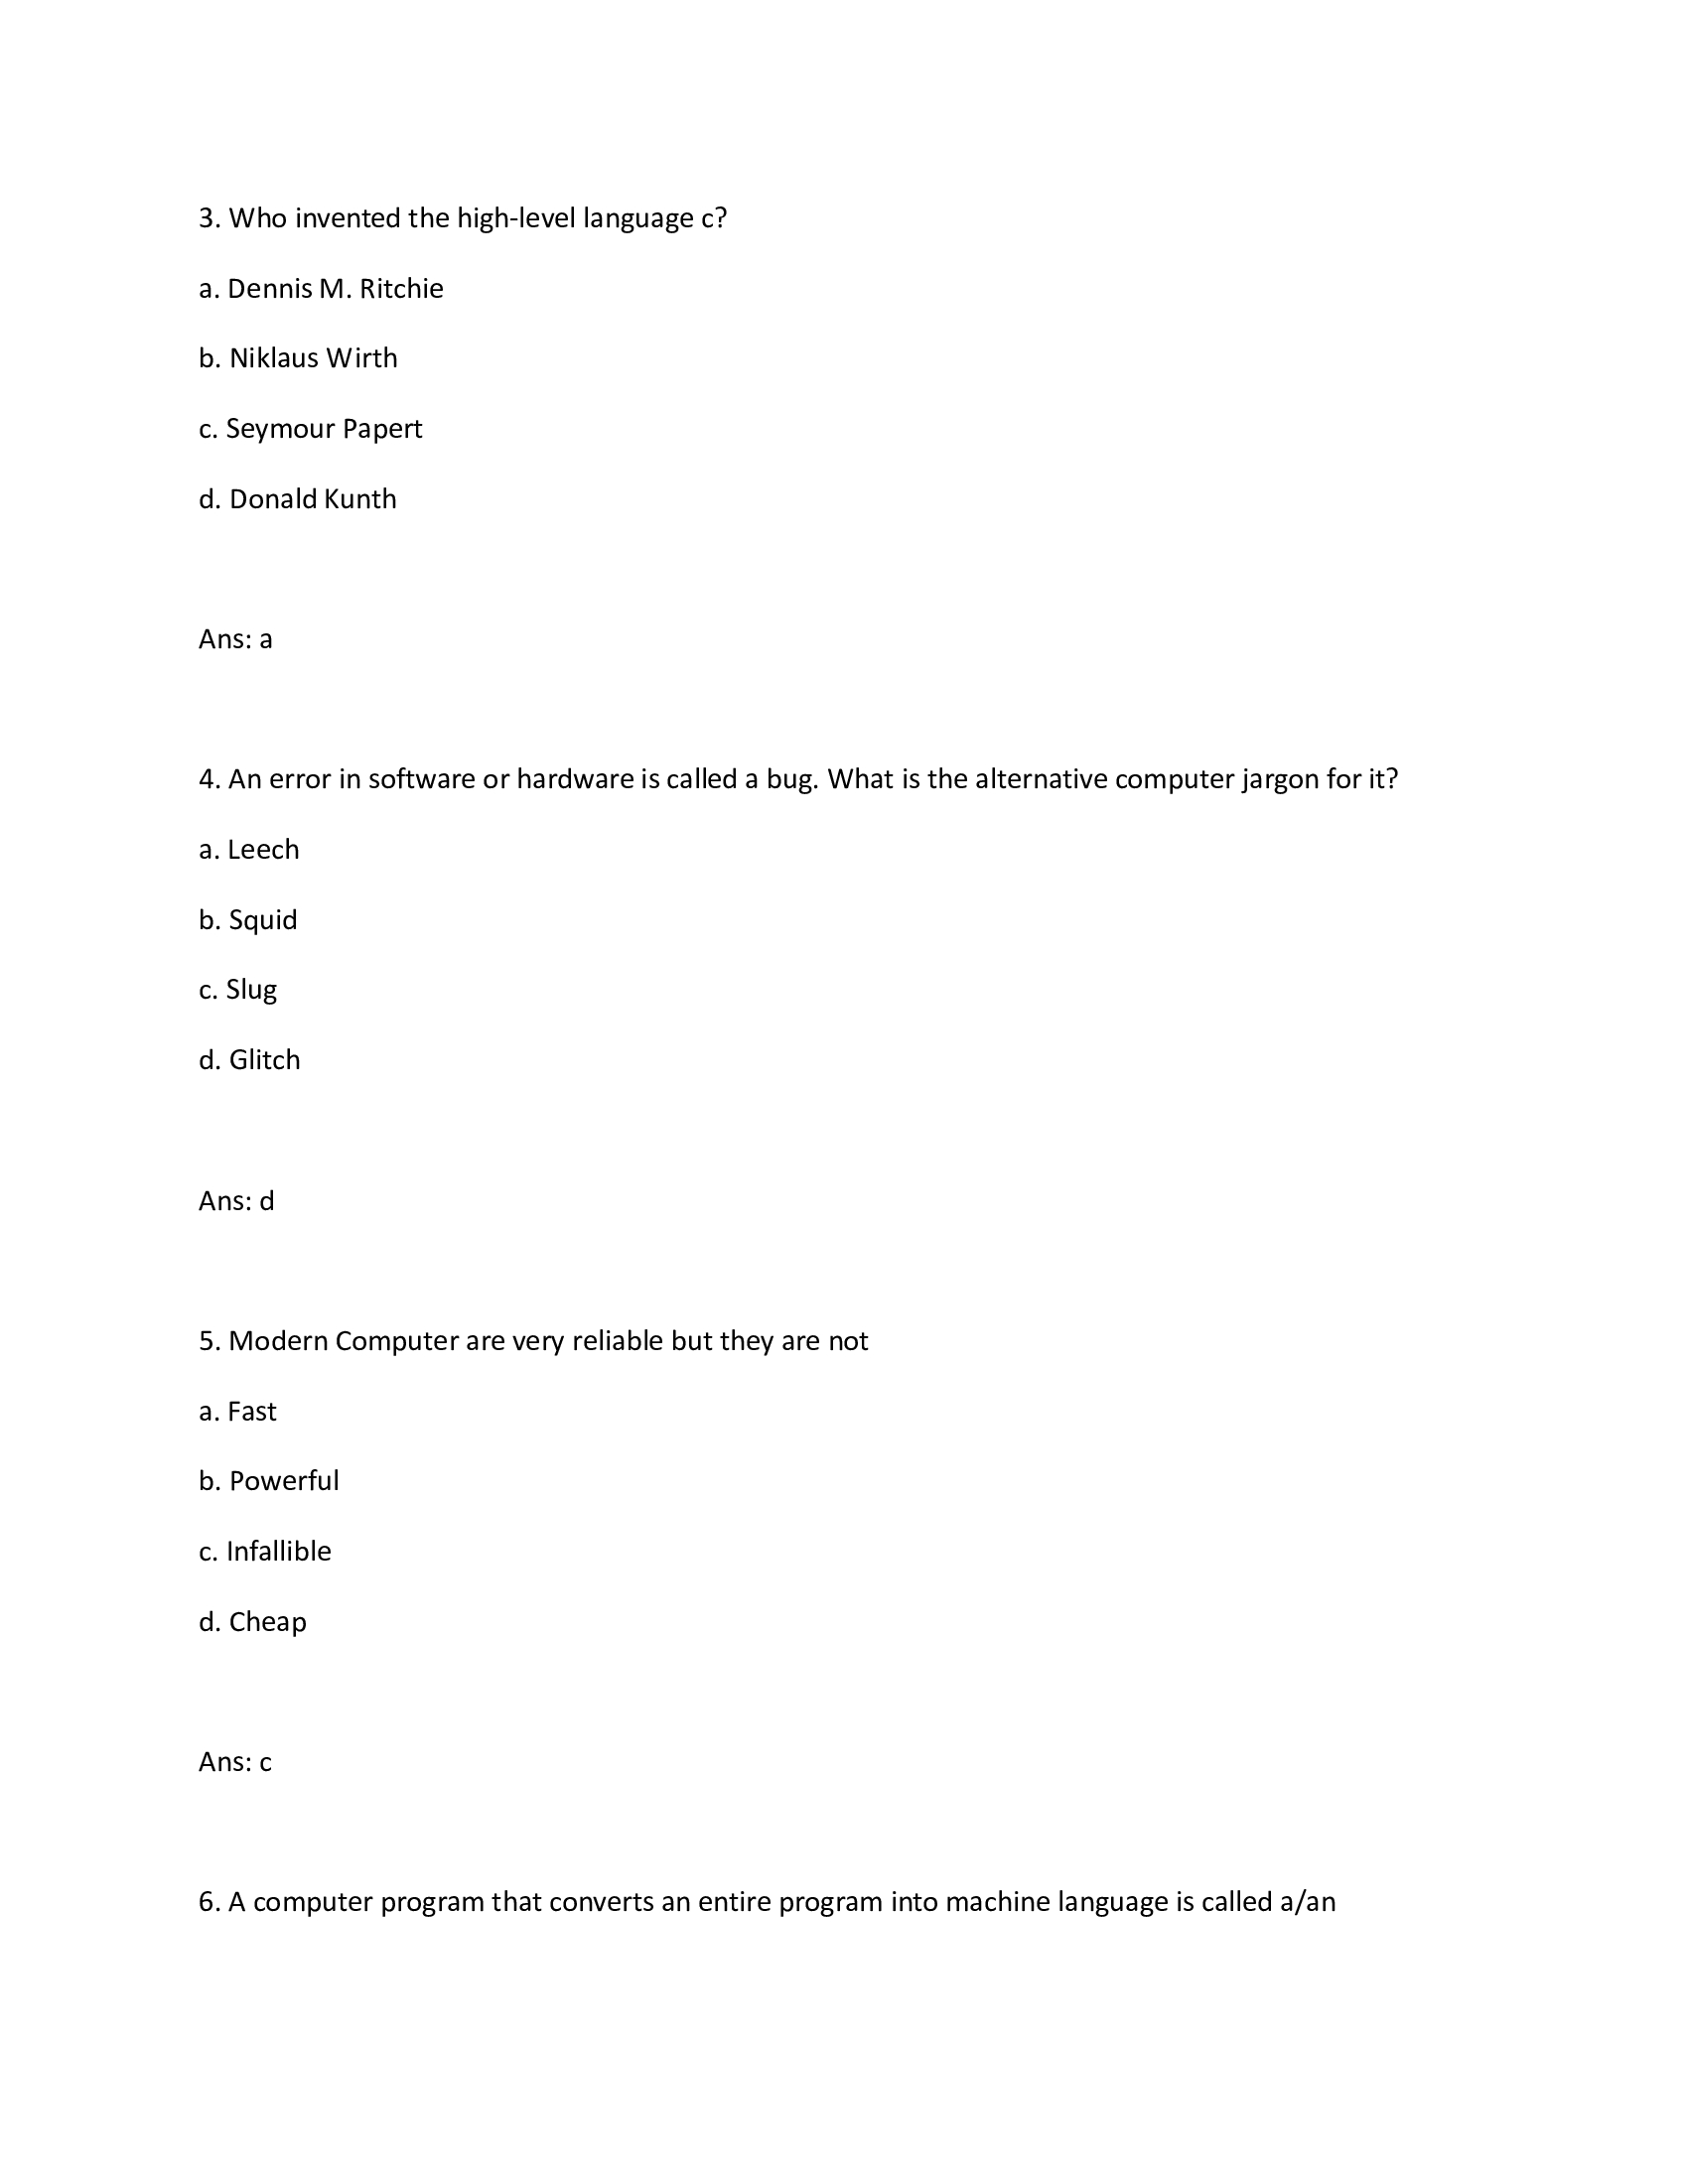 3. Who invented the high-level language c?
a. Dennis M. Ritchie
b. Niklaus Wirth
c. Seymour Papert
d. Donald Kunth
Ans: a
4. An error in software or hardware is called a bug. What is the alternative computer jargon for it?
a. Leech
b. Squid
c. Slug
d. Glitch
Ans: d
5. Modern Computer are very reliable but they are not
a. Fast
b. Powerful
c. Infallible
d. Cheap
Ans: c
6. A computer program that converts an entire program into machine language is called a/an